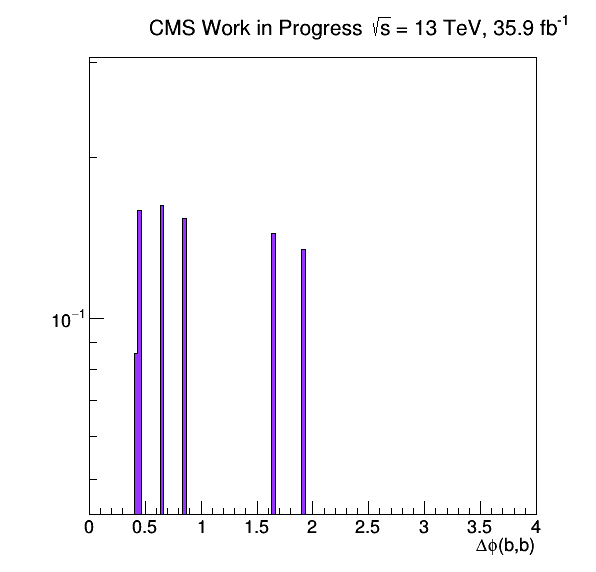 CMS Work in Progress √s = 13 TeV, 35.9 fb⁻¹
10⁻¹
0 0.5 1 1.5 2 2.5 3 3.5 4
Δϕ(b,b)